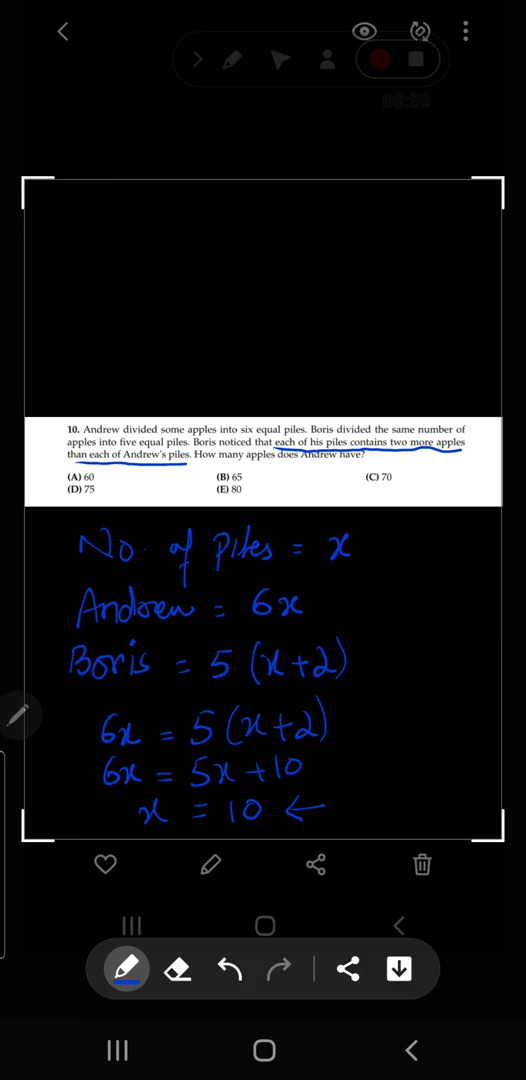 08:59
10. Andrew divided some apples into six equal piles. Boris divided the same number of
apples into five equal piles. Boris noticed that each of his piles contains two more apples
than each of Andrew's piles. How many apples does Andrew have?
(A) 60 (B) 65 (C) 70
(D) 75 (E) 80
No. of Piles = x
Andrew = 6x
Boris = 5 (x+2)
6x = 5 (x+2)
6x = 5x + 10
x = 10 ←